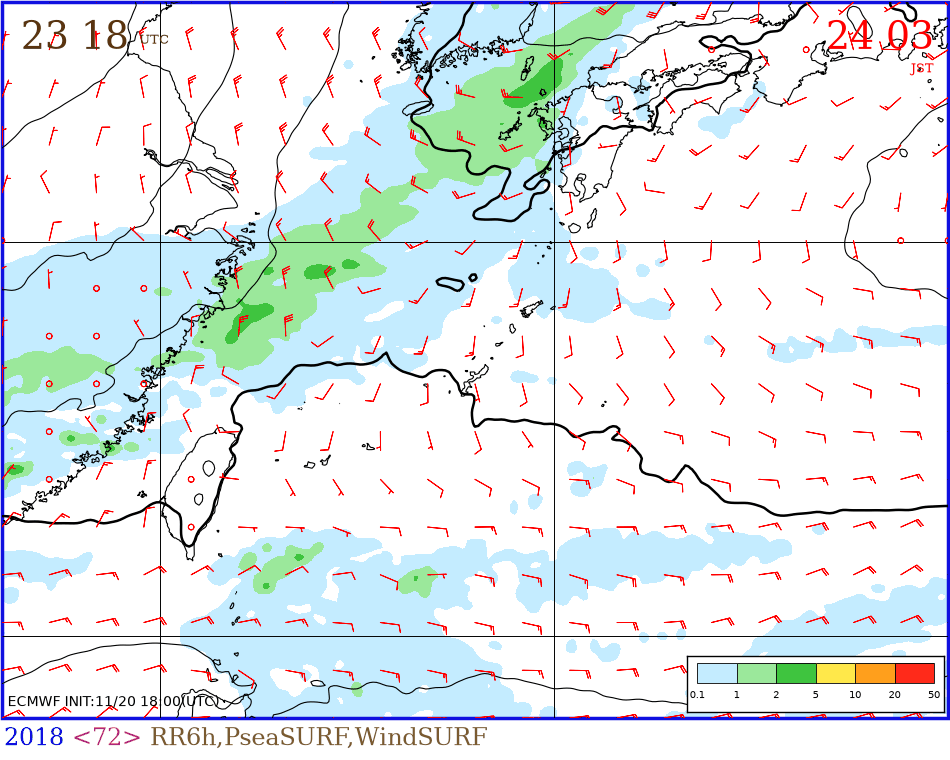 23 18 UTC
24 03
JST
ECMWF INIT:11/20 18:00(UTC)
0.1 1 2 5 10 20 50
2018 <72> RR6h,PseaSURF,WindSURF